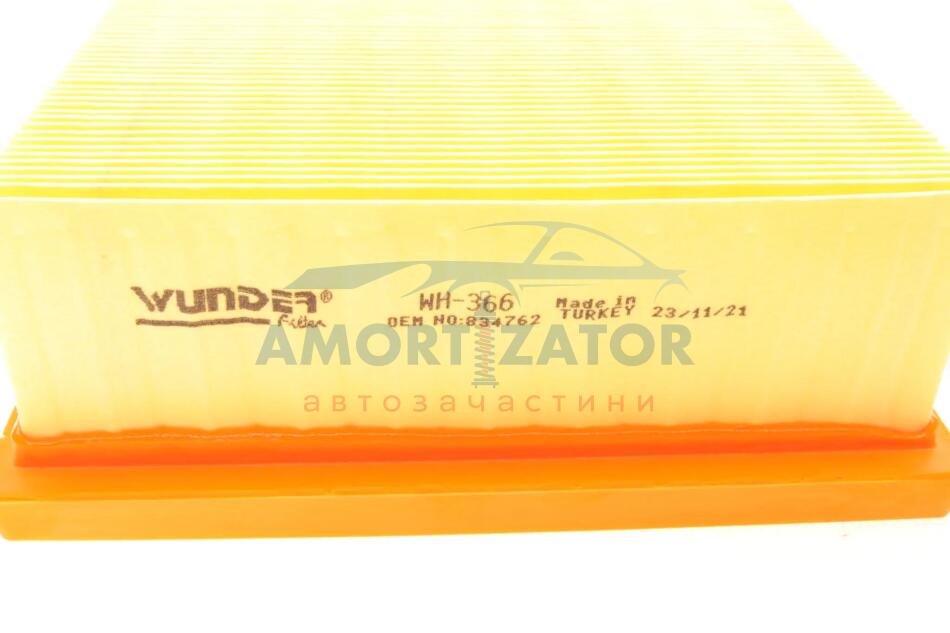 WUNDER®
Filter
WH-366
OEM NO:834762
Made in
TURKEY 23/11/21
AMORTIZATOR
автозачастини